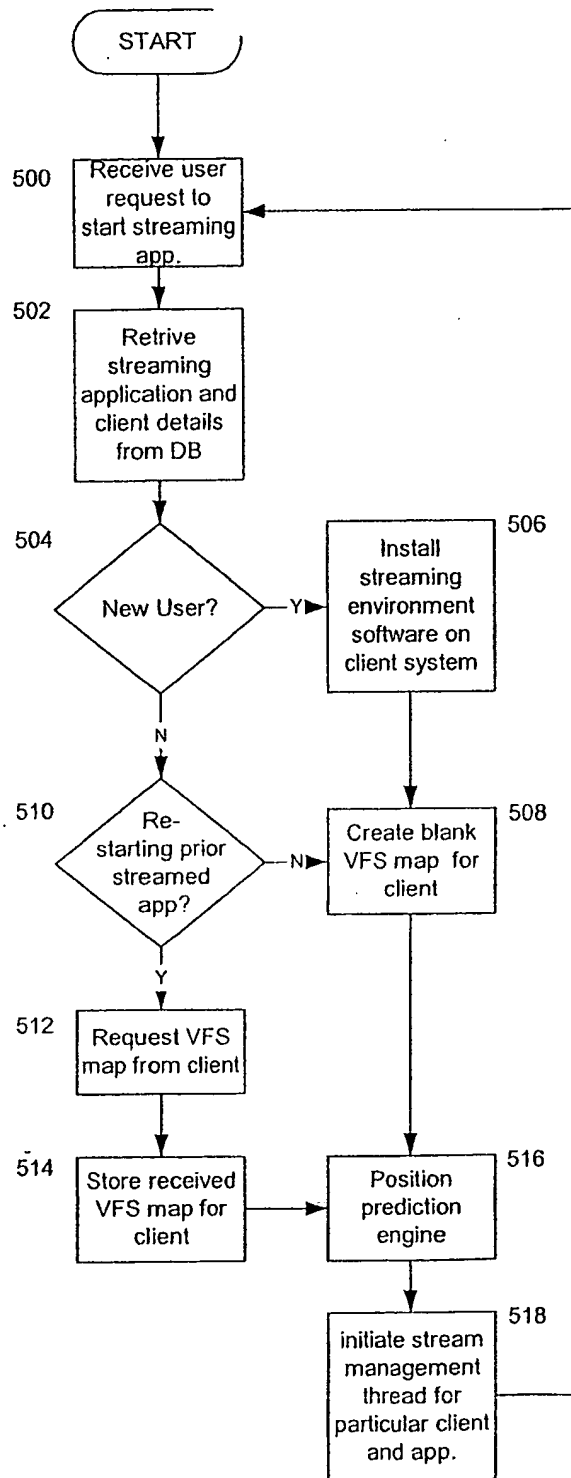 START
500
Receive user
request to
start streaming
app.
502
Retrive
streaming
application and
client details
from DB
504
New User?
Y
506
Install
streaming
environment
software on
client system
N
510
Re-
starting prior
streamed
app?
N
508
Create blank
VFS map for
client
Y
512
Request VFS
map from client
514
Store received
VFS map for
client
516
Position
prediction
engine
518
initiate stream
management
thread for
particular client
and app.